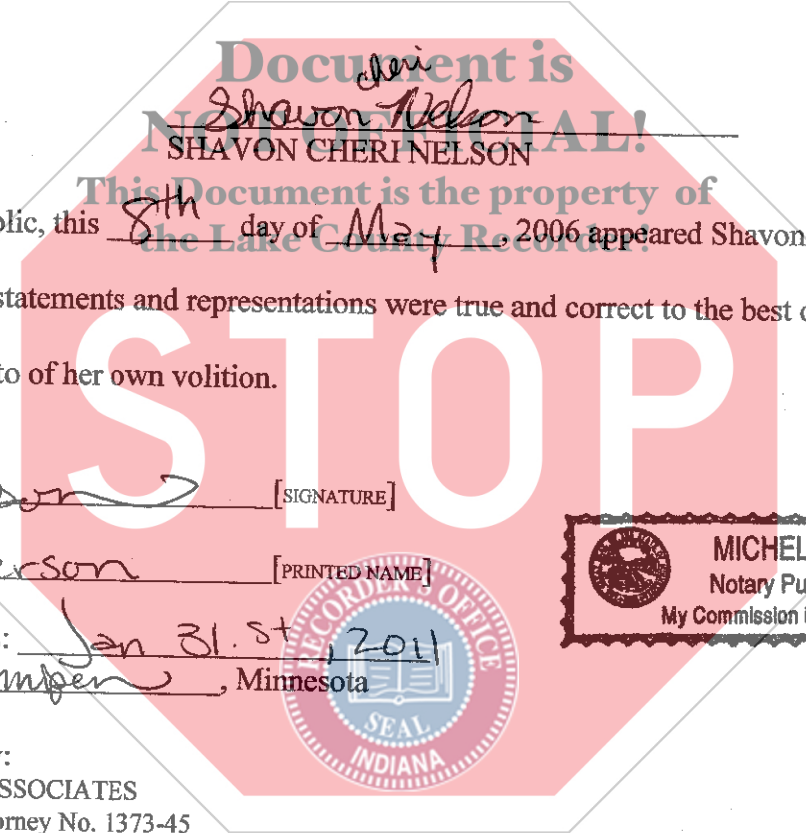 Document is
cheri
Shavon Nelson
NOT OFFICIAL!
SHAVON CHERI NELSON
This Document is the property of
olic, this 8th day of May, 2006 appeared Shavon
the Lake County Recorder!
statements and representations were true and correct to the best o
to of her own volition.
STOP
son [SIGNATURE]
erson [PRINTED NAME]
: Jan 31.st, 2011
, Minnesota
MICHEL
Notary Pu
My Commission
RECORDER'S OFFICE
SEAL
INDIANA
r:
SSOCIATES
orney No. 1373-45